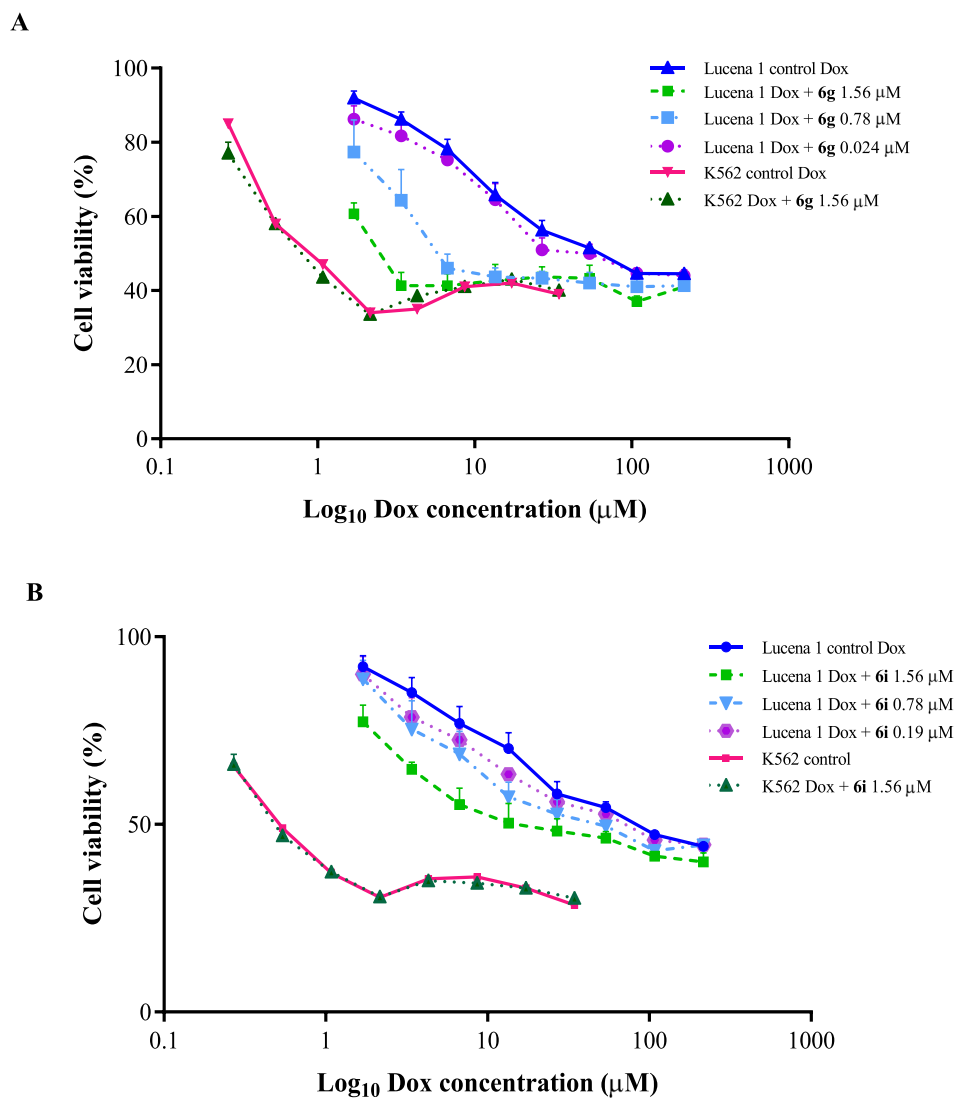 A
100
80
60
40
20
0
Cell viability (%)
0.1 1 10 100 1000
Log10 Dox concentration (μM)
Lucena 1 control Dox
Lucena 1 Dox + 6g 1.56 μM
Lucena 1 Dox + 6g 0.78 μM
Lucena 1 Dox + 6g 0.024 μM
K562 control Dox
K562 Dox + 6g 1.56 μM
B
100
50
0
Cell viability (%)
0.1 1 10 100 1000
Log10 Dox concentration (μM)
Lucena 1 control Dox
Lucena 1 Dox + 6i 1.56 μM
Lucena 1 Dox + 6i 0.78 μM
Lucena 1 Dox + 6i 0.19 μM
K562 control
K562 Dox + 6i 1.56 μM